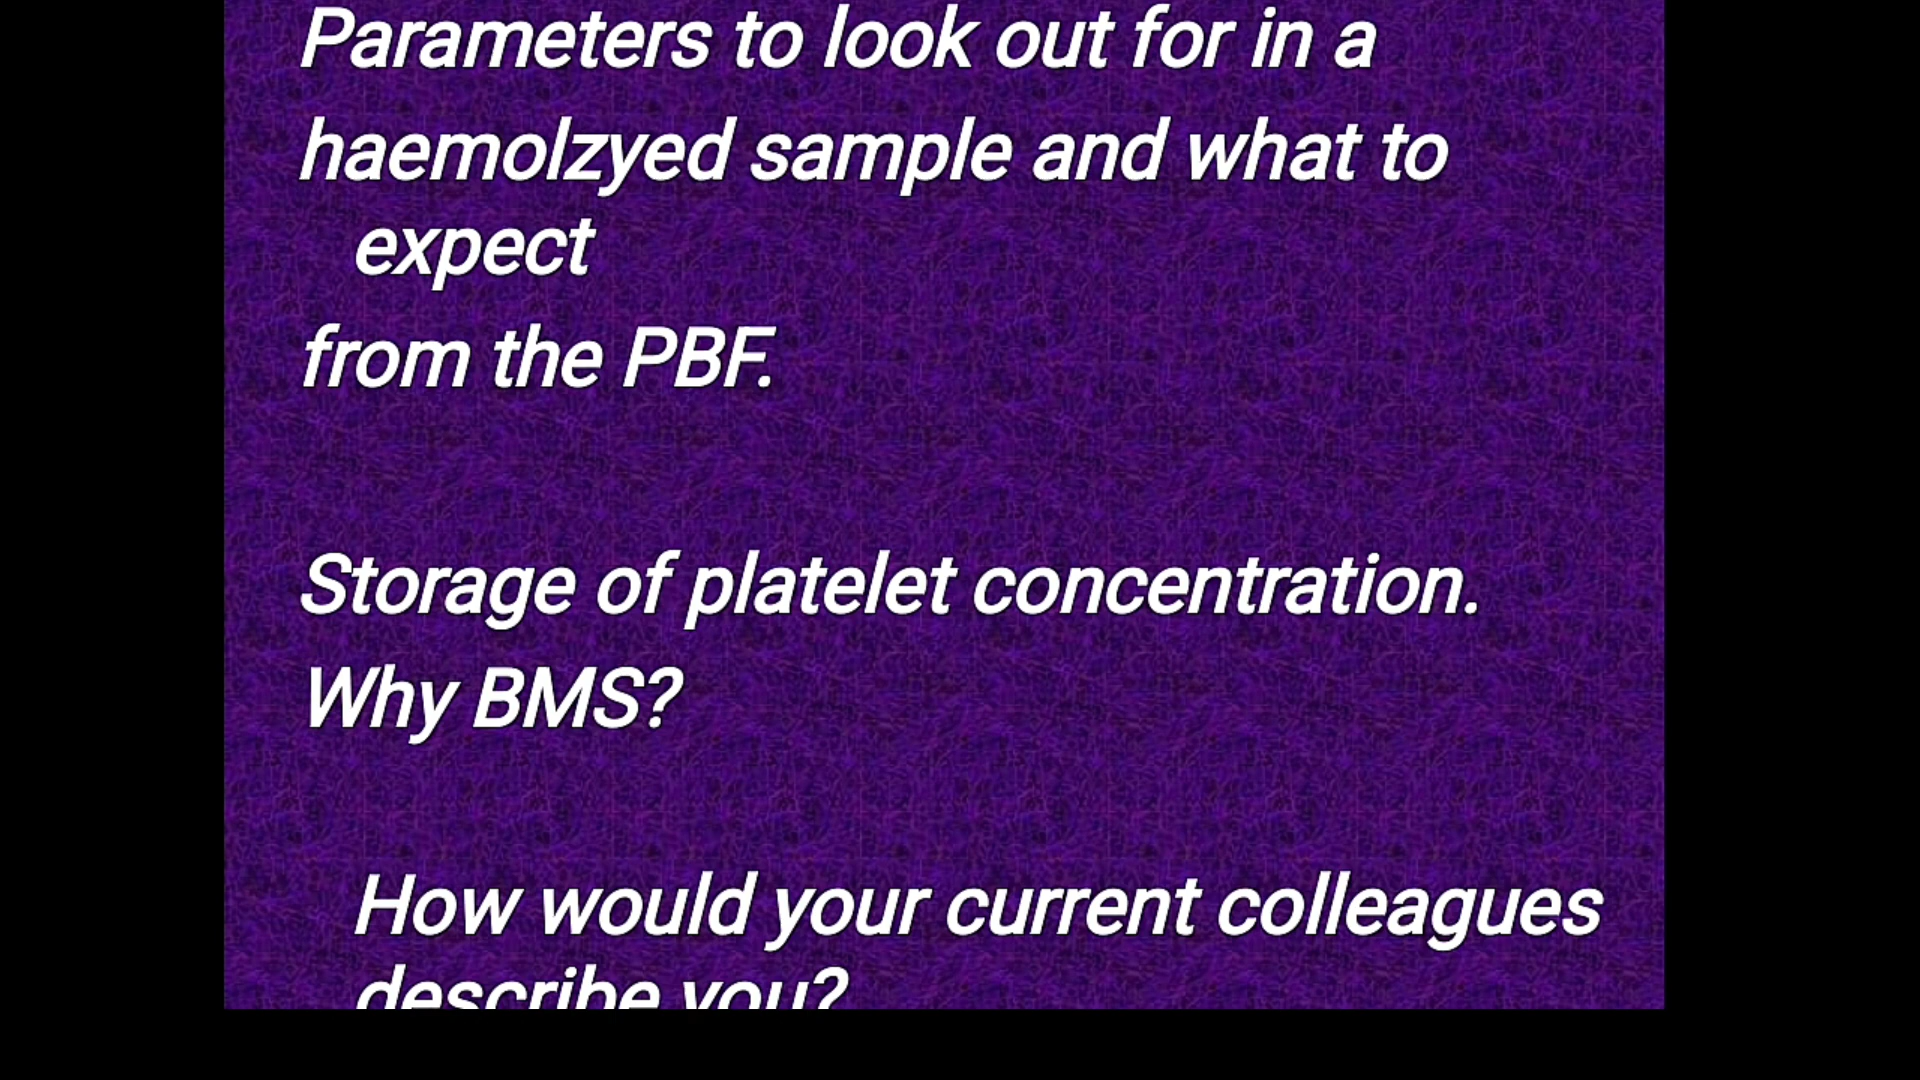 Parameters to look out for in a
haemolzyed sample and what to
expect
from the PBF.
Storage of platelet concentration.
Why BMS?
How would your current colleagues
describe you?